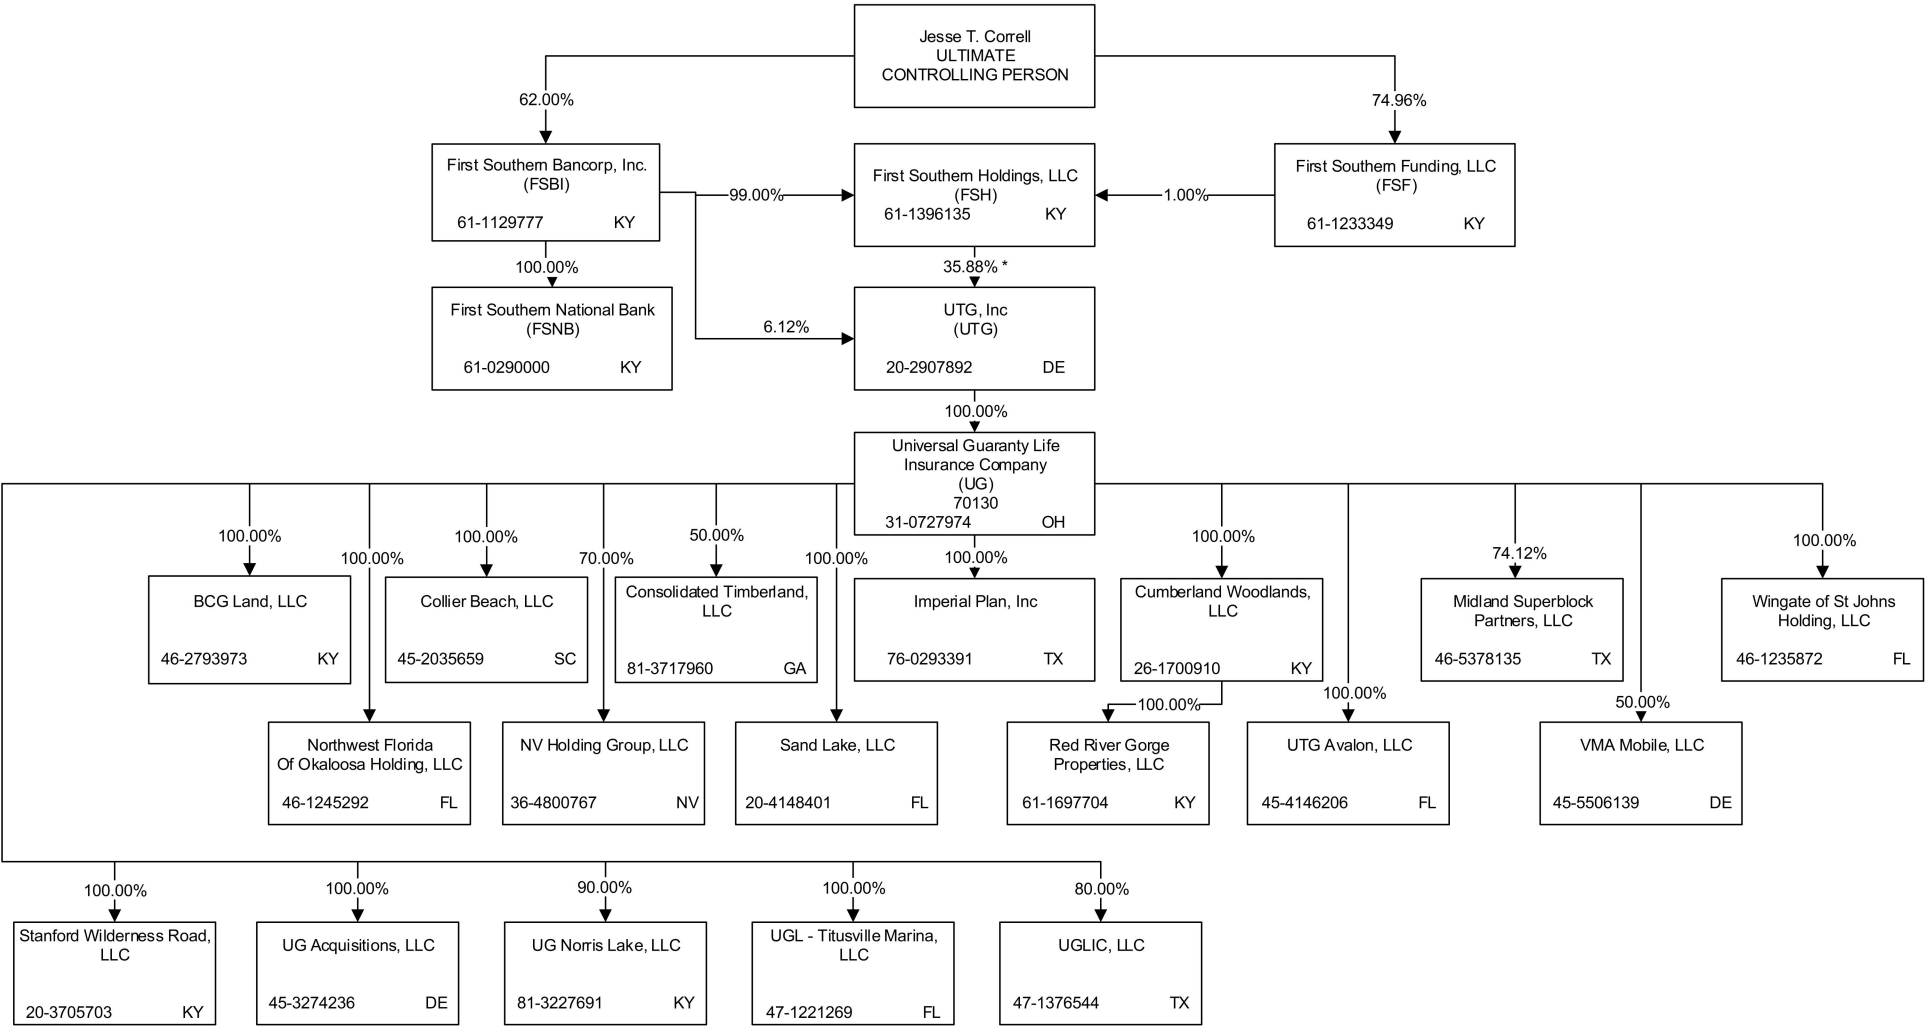 Jesse T. Correll
ULTIMATE
CONTROLLING PERSON
62.00%
74.96%
First Southern Bancorp, Inc.
(FSBI)
61-1129777 KY
99.00%
First Southern Holdings, LLC
(FSH)
61-1396135 KY
1.00%
First Southern Funding, LLC
(FSF)
61-1233349 KY
100.00%
35.88% *
First Southern National Bank
(FSNB)
61-0290000 KY
6.12%
UTG, Inc
(UTG)
20-2907892 DE
100.00%
Universal Guaranty Life
Insurance Company
(UG)
70130
31-0727974 OH
100.00%
100.00%
100.00%
70.00%
50.00%
100.00%
100.00%
100.00%
74.12%
100.00%
BCG Land, LLC
46-2793973 KY
Collier Beach, LLC
45-2035659 SC
Consolidated Timberland,
LLC
81-3717960 GA
Imperial Plan, Inc
76-0293391 TX
Cumberland Woodlands,
LLC
26-1700910 KY
Midland Superblock
Partners, LLC
46-5378135 TX
Wingate of St Johns
Holding, LLC
46-1235872 FL
100.00%
100.00%
50.00%
Northwest Florida
Of Okaloosa Holding, LLC
46-1245292 FL
NV Holding Group, LLC
36-4800767 NV
Sand Lake, LLC
20-4148401 FL
Red River Gorge
Properties, LLC
61-1697704 KY
UTG Avalon, LLC
45-4146206 FL
VMA Mobile, LLC
45-5506139 DE
100.00%
100.00%
90.00%
100.00%
80.00%
Stanford Wilderness Road,
LLC
20-3705703 KY
UG Acquisitions, LLC
45-3274236 DE
UG Norris Lake, LLC
81-3227691 KY
UGL - Titusville Marina,
LLC
47-1221269 FL
UGLIC, LLC
47-1376544 TX